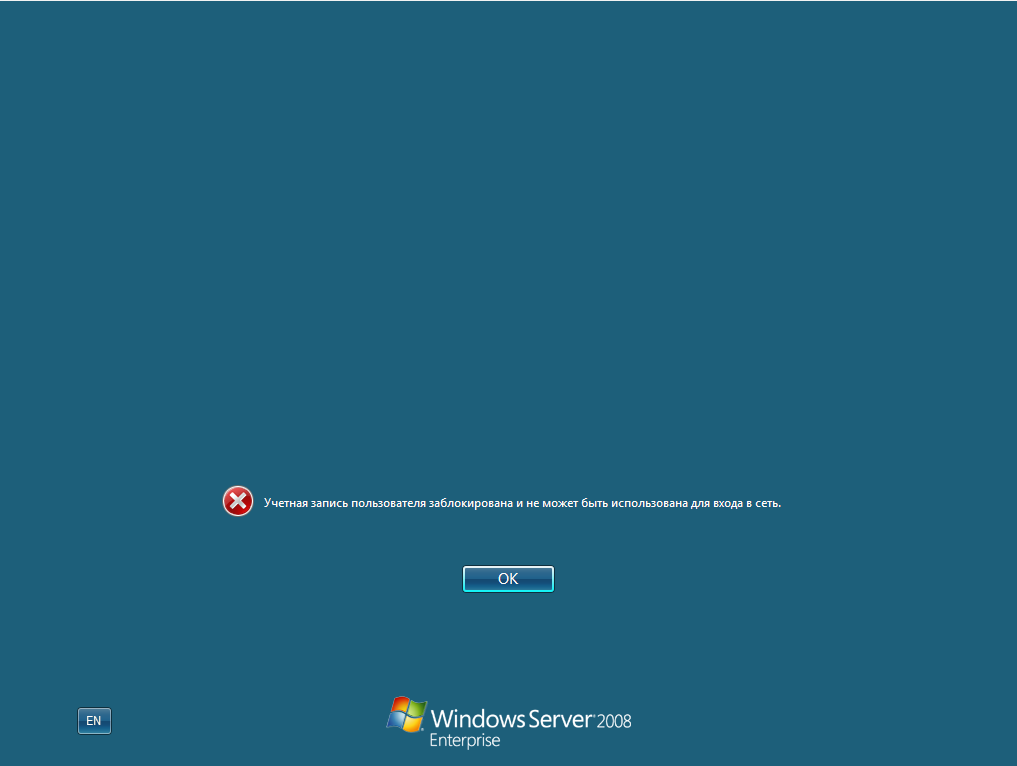 Учетная запись пользователя заблокирована и не может быть использована для входа в сеть.
OK
EN
Windows Server 2008
Enterprise